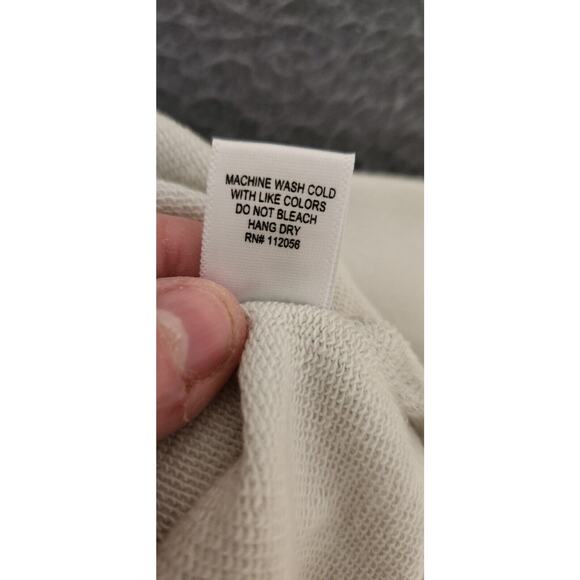 MACHINE WASH COLD
WITH LIKE COLORS
DO NOT BLEACH
HANG DRY
RN# 112056